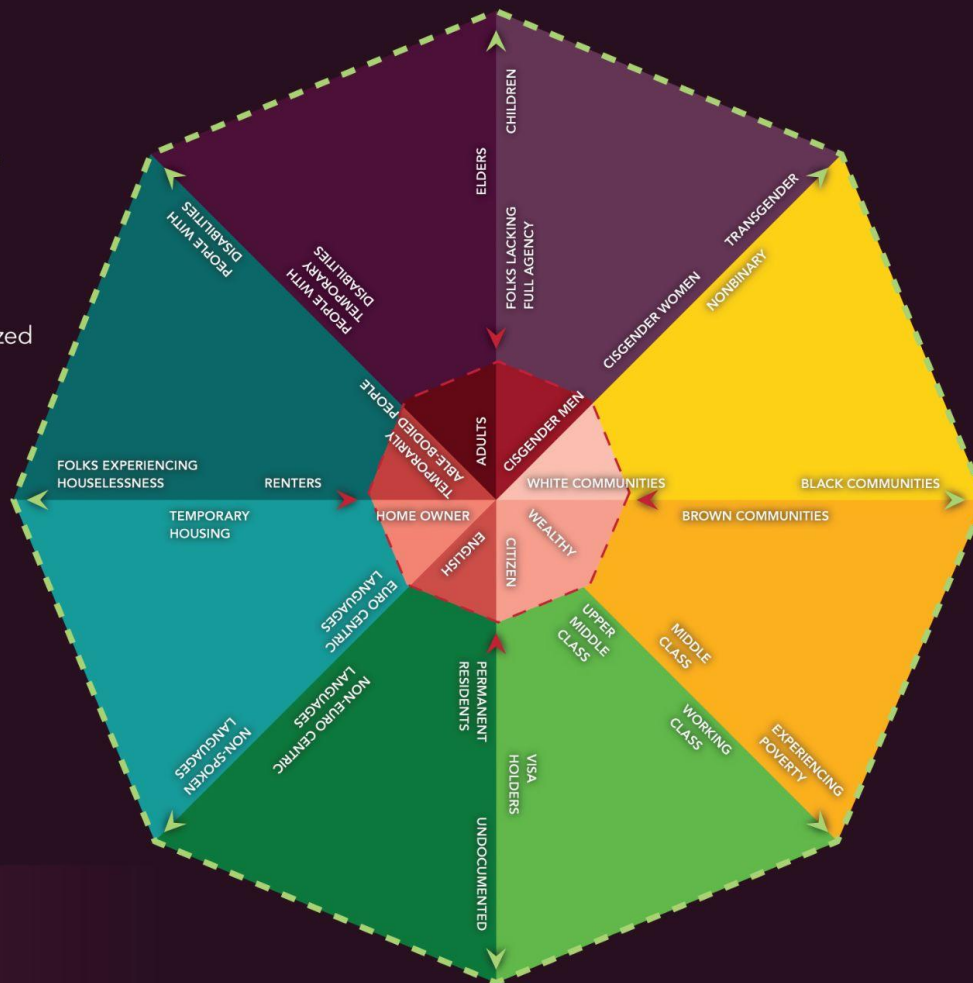 CHILDREN
ELDERS
FOLKS LACKING
FULL AGENCY
ADULTS
TRANSGENDER
NONBINARY
CISGENDER WOMEN
CISGENDER MEN
BLACK COMMUNITIES
BROWN COMMUNITIES
WHITE COMMUNITIES
WEALTHY
UPPER
MIDDLE
CLASS
MIDDLE
CLASS
WORKING
CLASS
EXPERIENCING
POVERTY
CITIZEN
PERMANENT
RESIDENTS
VISA
HOLDERS
UNDOCUMENTED
ENGLISH
EURO CENTRIC
LANGUAGES
NON-EURO CENTRIC
LANGUAGES
NON-SPOKEN
LANGUAGES
HOME OWNER
RENTERS
TEMPORARY
HOUSING
FOLKS EXPERIENCING
HOUSELESSNESS
TEMPORARILY
ABLE-BODIED PEOPLE
PEOPLE WITH
TEMPORARY
DISABILITIES
PEOPLE WITH
DISABILITIES
zed